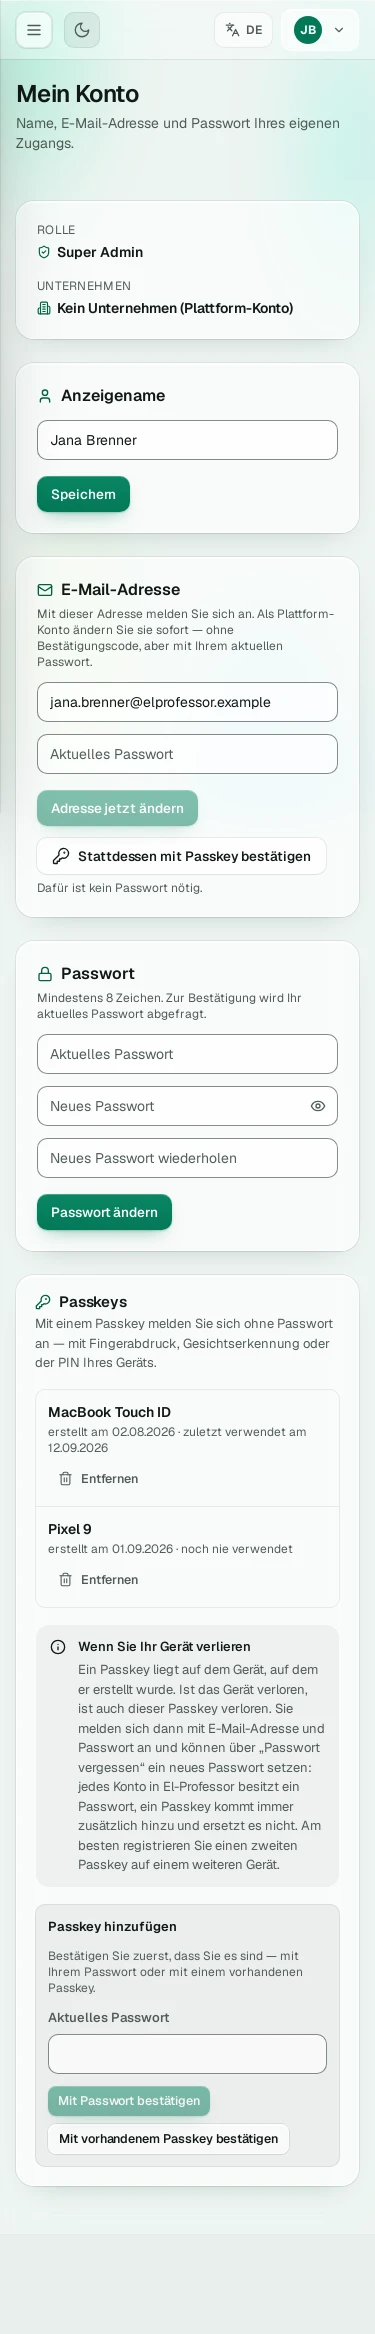 DE
JB
Mein Konto
Name, E-Mail-Adresse und Passwort Ihres eigenen
Zugangs.
ROLLE
Super Admin
UNTERNEHMEN
Kein Unternehmen (Plattform-Konto)
Anzeigename
Jana Brenner
Speichern
E-Mail-Adresse
Mit dieser Adresse melden Sie sich an. Als Plattform-
Konto ändern Sie sie sofort — ohne
Bestätigungscode, aber mit Ihrem aktuellen
Passwort.
jana.brenner@elprofessor.example
Aktuelles Passwort
Adresse jetzt ändern
Stattdessen mit Passkey bestätigen
Dafür ist kein Passwort nötig.
Passwort
Mindestens 8 Zeichen. Zur Bestätigung wird Ihr
aktuelles Passwort abgefragt.
Aktuelles Passwort
Neues Passwort
Neues Passwort wiederholen
Passwort ändern
Passkeys
Mit einem Passkey melden Sie sich ohne Passwort
an — mit Fingerabdruck, Gesichtserkennung oder
der PIN Ihres Geräts.
MacBook Touch ID
erstellt am 02.08.2026 · zuletzt verwendet am
12.09.2026
Entfernen
Pixel 9
erstellt am 01.09.2026 · noch nie verwendet
Entfernen
Wenn Sie Ihr Gerät verlieren
Ein Passkey liegt auf dem Gerät, auf dem
er erstellt wurde. Ist das Gerät verloren,
ist auch dieser Passkey verloren. Sie
melden sich dann mit E-Mail-Adresse und
Passwort an und können über „Passwort
vergessen“ ein neues Passwort setzen:
jedes Konto in El-Professor besitzt ein
Passwort, ein Passkey kommt immer
zusätzlich hinzu und ersetzt es nicht. Am
besten registrieren Sie einen zweiten
Passkey auf einem weiteren Gerät.
Passkey hinzufügen
Bestätigen Sie zuerst, dass Sie es sind — mit
Ihrem Passwort oder mit einem vorhandenen
Passkey.
Aktuelles Passwort
Mit Passwort bestätigen
Mit vorhandenem Passkey bestätigen